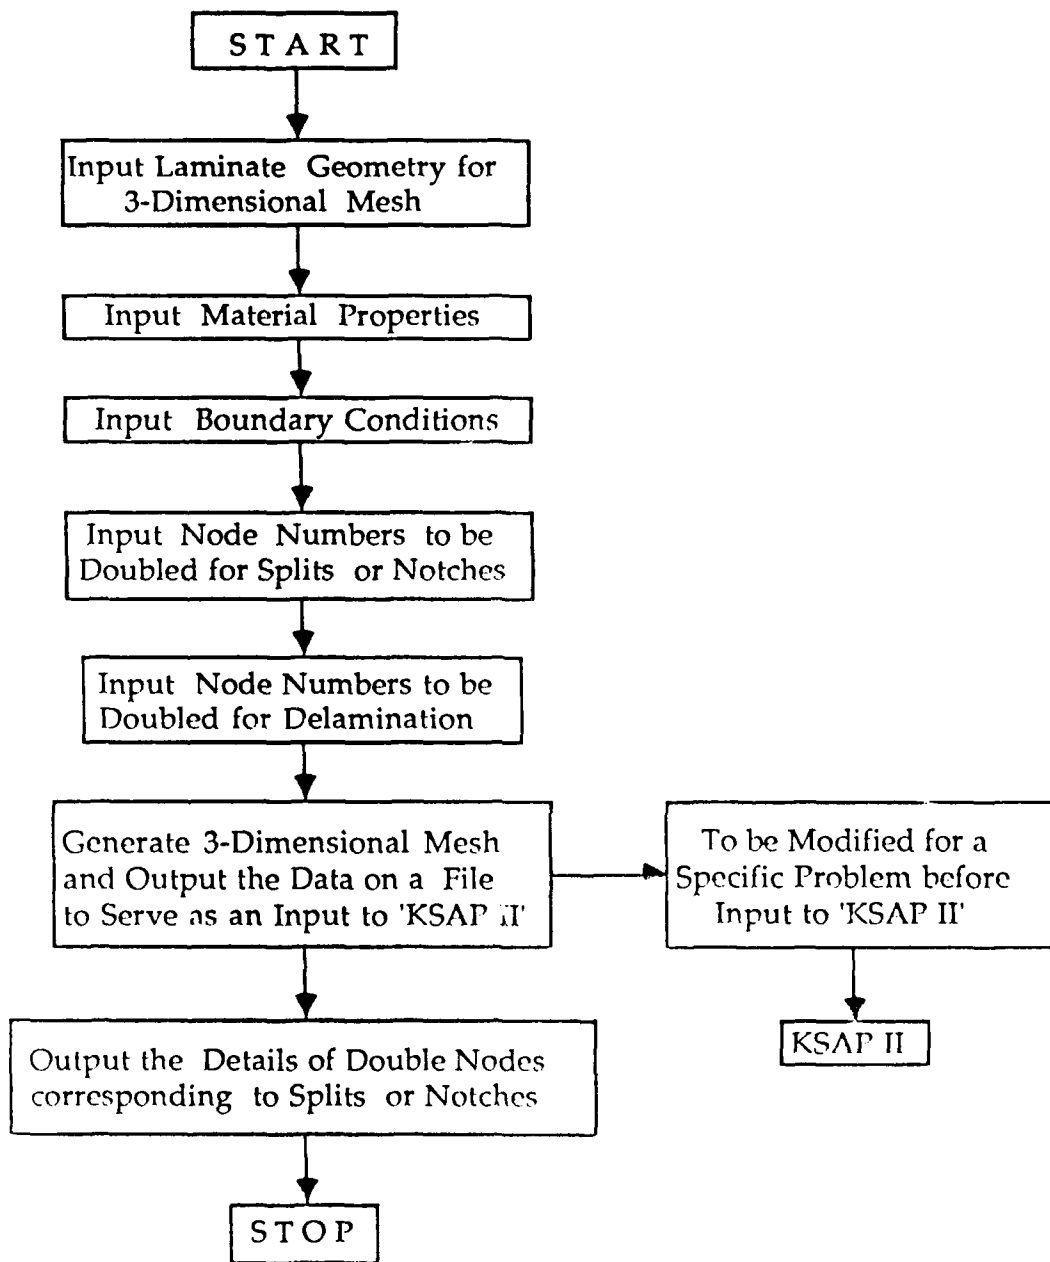 START
Input Laminate Geometry for
3-Dimensional Mesh
Input Material Properties
Input Boundary Conditions
Input Node Numbers to be
Doubled for Splits or Notches
Input Node Numbers to be
Doubled for Delamination
Generate 3-Dimensional Mesh
and Output the Data on a File
to Serve as an Input to 'KSAP II'
To be Modified for a
Specific Problem before
Input to 'KSAP II'
KSAP II
Output the Details of Double Nodes
corresponding to Splits or Notches
STOP